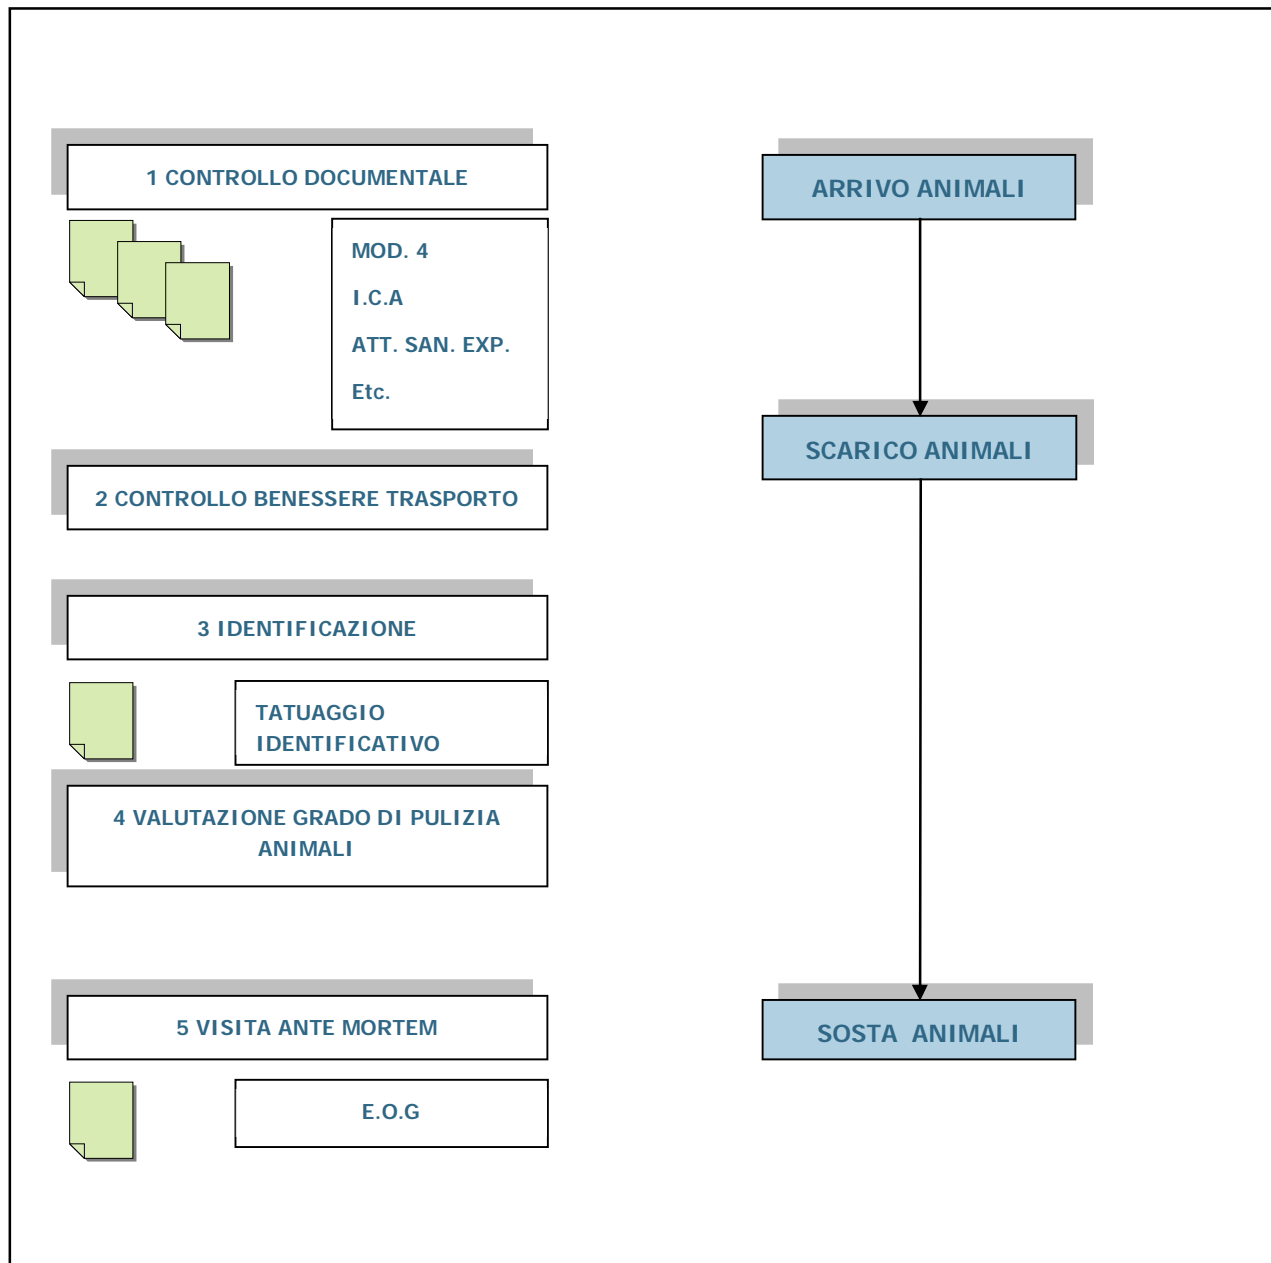 1 CONTROLLO DOCUMENTALE
MOD. 4
I.C.A
ATT. SAN. EXP.
Etc.
2 CONTROLLO BENESSERE TRASPORTO
3 IDENTIFICAZIONE
TATUAGGIO
IDENTIFICATIVO
4 VALUTAZIONE GRADO DI PULIZIA
ANIMALI
5 VISITA ANTE MORTEM
E.O.G
ARRIVO ANIMALI
SCARICO ANIMALI
SOSTA ANIMALI